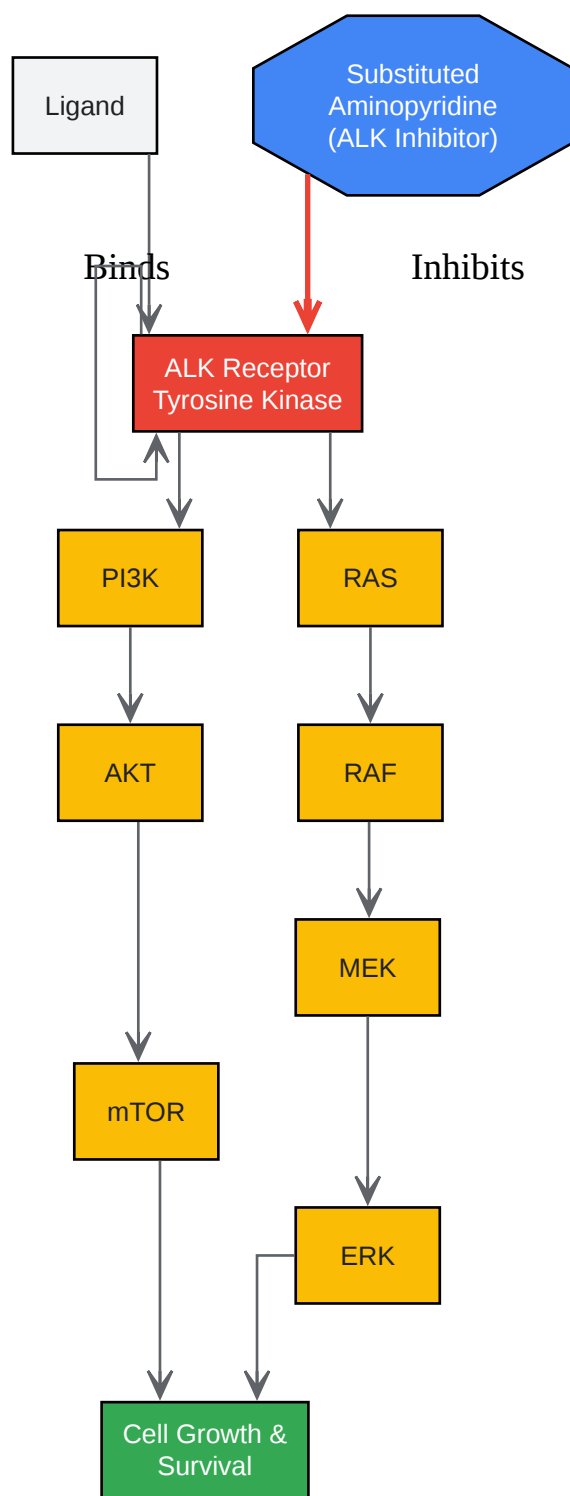 Ligand
Substituted
Aminopyridine
(ALK Inhibitor)
Binds
Inhibits
ALK Receptor
Tyrosine Kinase
PI3K
RAS
AKT
RAF
MEK
mTOR
ERK
Cell Growth &
Survival